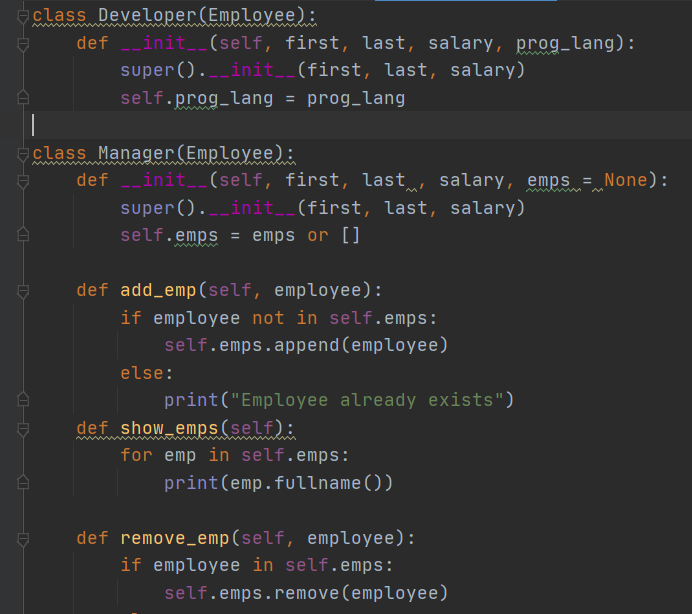 class Developer(Employee):
    def __init__(self, first, last, salary, prog_lang):
        super().__init__(first, last, salary)
        self.prog_lang = prog_lang
class Manager(Employee):
    def __init__(self, first, last , salary, emps = None):
        super().__init__(first, last, salary)
        self.emps = emps or []
    def add_emp(self, employee):
        if employee not in self.emps:
            self.emps.append(employee)
        else:
            print("Employee already exists")
    def show_emps(self):
        for emp in self.emps:
            print(emp.fullname())
    def remove_emp(self, employee):
        if employee in self.emps:
            self.emps.remove(employee)